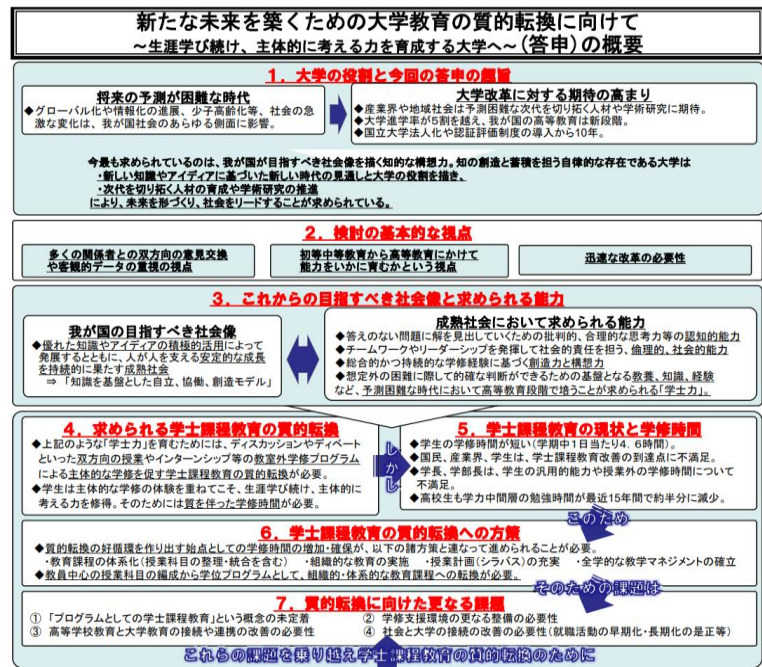 新たな未来を築くための大学教育の質的転換に向けて
～生涯学び続け、主体的に考える力を育成する大学へ～(答申)の概要
１．大学の役割と今回の答申の趣旨
将来の予測が困難な時代
◆グローバル化や情報化の進展、少子高齢化等、社会の急
激な変化は、我が国社会のあらゆる側面に影響。
大学改革に対する期待の高まり
◆産業界や地域社会は予測困難な次代を切り拓く人材や学術研究に期待。
◆大学進学率が５割を越え、我が国の高等教育は新段階。
◆国立大学法人化や認証評価制度の導入から10年。
今最も求められているのは、我が国が目指すべき社会像を描く知的な構想力。知の創造と蓄積を担う自律的な存在である大学は
・新しい知識やアイディアに基づいた新しい時代の見通しと大学の役割を描き、
・次代を切り拓く人材の育成や学術研究の推進
により、未来を形づくり、社会をリードすることが求められている。
２．検討の基本的な視点
多くの関係者との双方向の意見交換
や客観的データの重視の視点
初等中等教育から高等教育にかけて
能力をいかに育むかという視点
迅速な改革の必要性
３．これからの目指すべき社会像と求められる能力
我が国の目指すべき社会像
◆優れた知識やアイディアの積極的活用によって
発展するとともに、人が人を支える安定的な成長
を持続的に果たす成熟社会
⇒ 「知識を基盤とした自立、協働、創造モデル」
成熟社会において求められる能力
◆答えのない問題に解を見出していくための批判的、合理的な思考力等の認知的能力
◆チームワークやリーダーシップを発揮して社会的責任を担う、倫理的、社会的能力
◆総合的かつ持続的な学修経験に基づく創造力と構想力
◆想定外の困難に際して的確な判断ができるための基盤となる教養、知識、経験
など、予測困難な時代において高等教育段階で培うことが求められる「学士力」。
４．求められる学士課程教育の質的転換
◆上記のような「学士力」を育むためには、ディスカッションやディベート
といった双方向の授業やインターンシップ等の教室外学修プログラム
による主体的な学修を促す学士課程教育の質的転換が必要。
◆学生は主体的な学修の体験を重ねてこそ、生涯学び続け、主体的に
考える力を修得。そのためには質を伴った学修時間が必要。
しかし
５．学士課程教育の現状と学修時間
◆学生の学修時間が短い(学期中１日当たり４．６時間)。
◆国民、産業界、学生は、学士課程教育改善の到達点に不満足。
◆学長、学部長は、学生の汎用的能力や授業外の学修時間について
不満足。
◆高校生も学力中間層の勉強時間が最近15年間で約半分に減少。
このため
６．学士課程教育の質的転換への方策
◆質的転換の好循環を作り出す始点としての学修時間の増加・確保が、以下の諸方策と連なって進められることが必要。
・教育課程の体系化(授業科目の整理・統合を含む) ・組織的な教育の実施 ・授業計画(シラバス)の充実 ・全学的な教学マネジメントの確立
◆教員中心の授業科目の編成から学位プログラムとして、組織的・体系的な教育課程への転換が必要。
そのための課題は
７．質的転換に向けた更なる課題
① 「プログラムとしての学士課程教育」という概念の未定着 ② 学修支援環境の更なる整備の必要性
③ 高等学校教育と大学教育の接続や連携の改善の必要性 ④ 社会と大学の接続の改善の必要性(就職活動の早期化・長期化の是正等)
これらの課題を乗り越え学士課程教育の質的転換のために